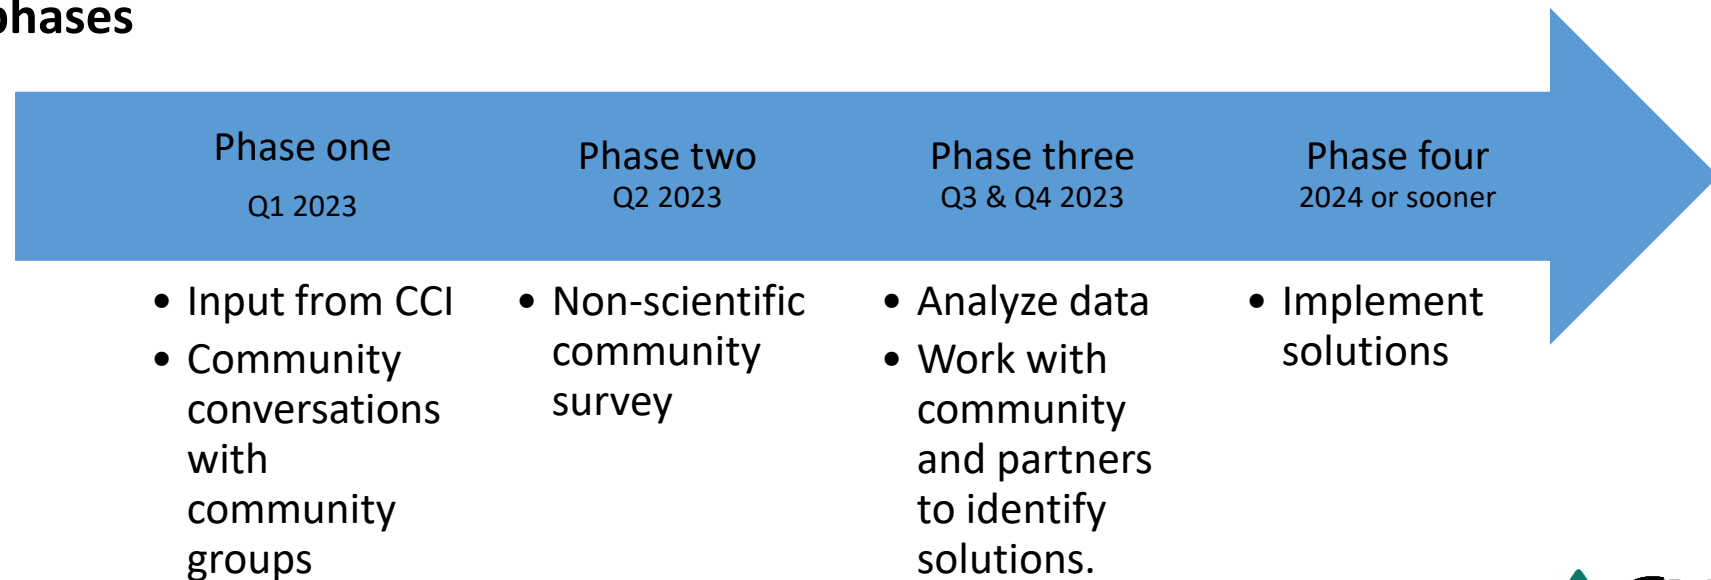 phases
Phase one
Q1 2023
Phase two
Q2 2023
Phase three
Q3 & Q4 2023
Phase four
2024 or sooner
• Input from CCI
• Community
conversations
with
community
groups
• Non-scientific
community
survey
• Analyze data
• Work with
community
and partners
to identify
solutions.
• Implement
solutions